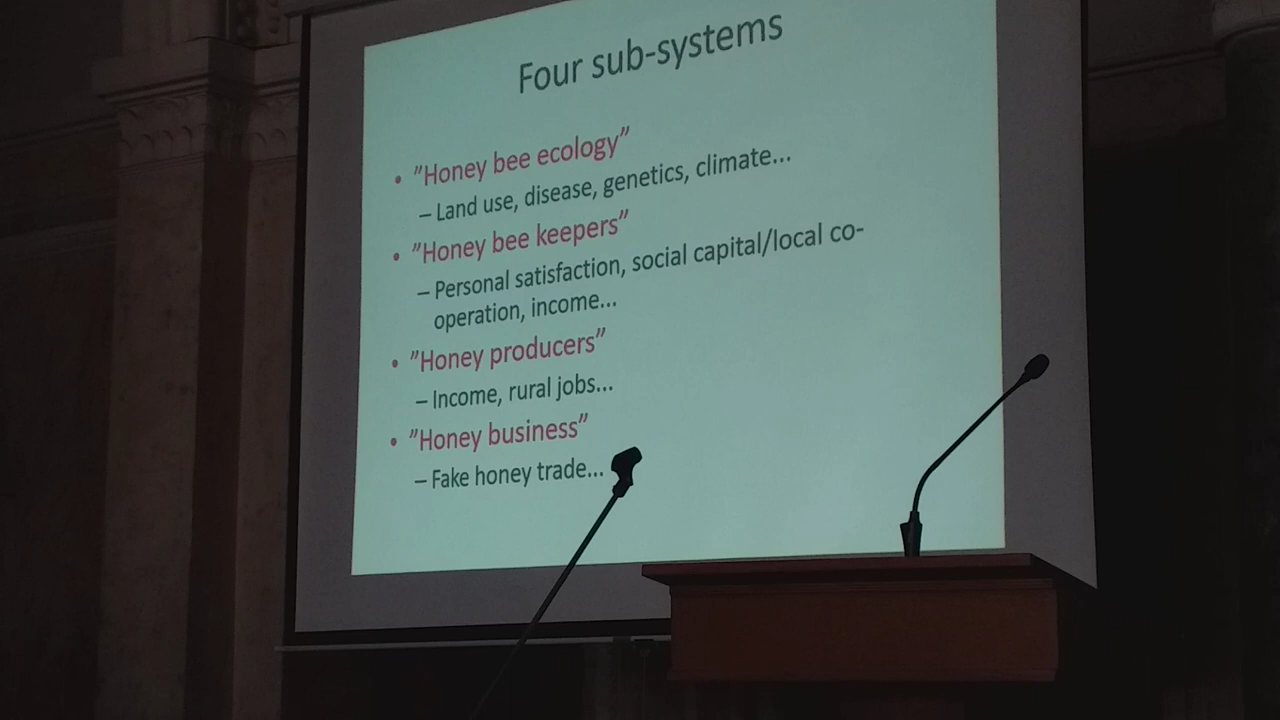 Four sub-systems
• ”Honey bee ecology”
– Land use, disease, genetics, climate...
• ”Honey bee keepers”
– Personal satisfaction, social capital/local co-
operation, income...
• ”Honey producers”
– Income, rural jobs...
• ”Honey business”
– Fake honey trade...